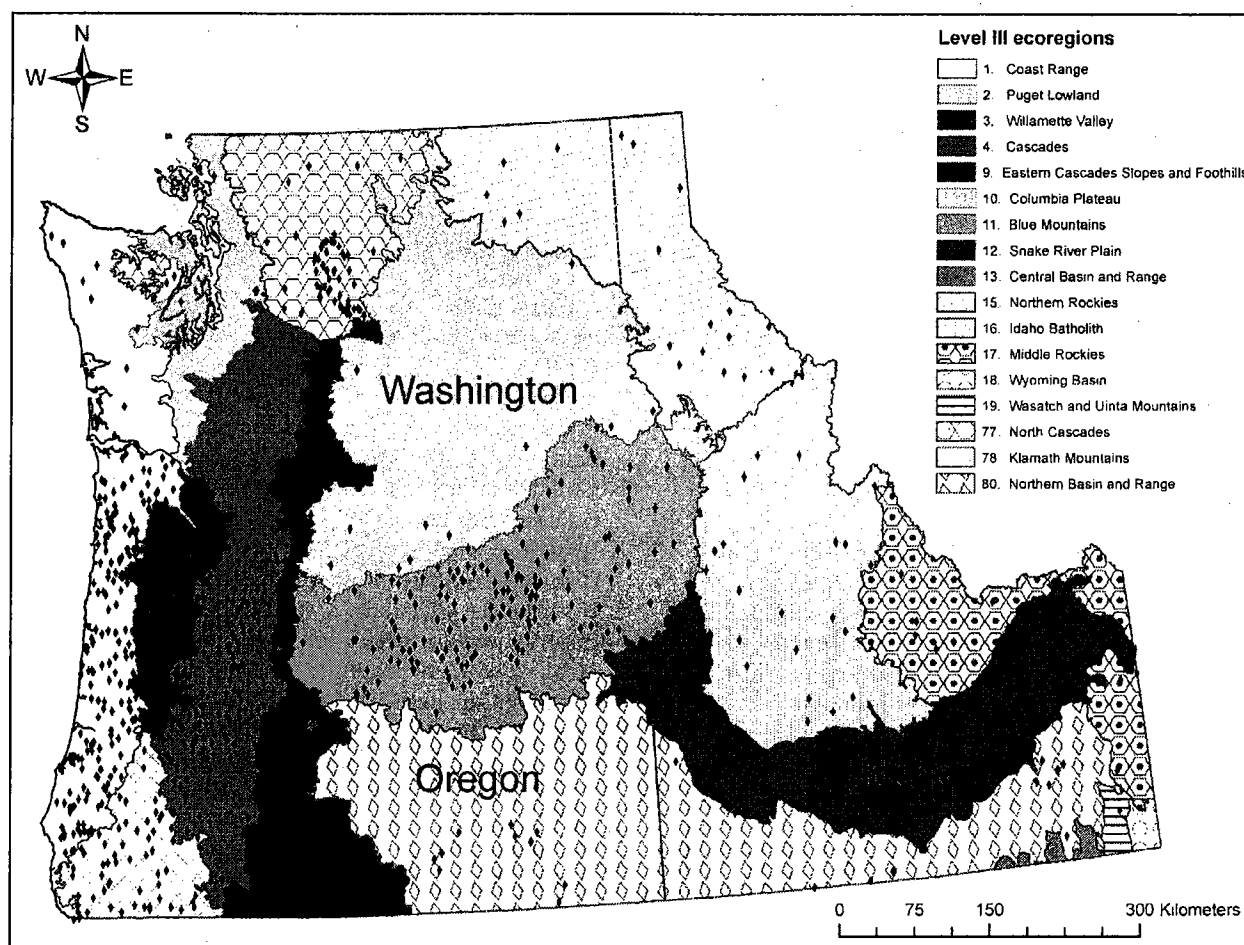 N
W E
S
Level III ecoregions
1. Coast Range
2. Puget Lowland
3. Willamette Valley
4. Cascades
9. Eastern Cascades Slopes and Foothills
10. Columbia Plateau
11. Blue Mountains
12. Snake River Plain
13. Central Basin and Range
15. Northern Rockies
16. Idaho Batholith
17. Middle Rockies
18. Wyoming Basin
19. Wasatch and Uinta Mountains
77. North Cascades
78 Klamath Mountains
80. Northern Basin and Range
Washington
Oregon
0 75 150 300 Kilometers